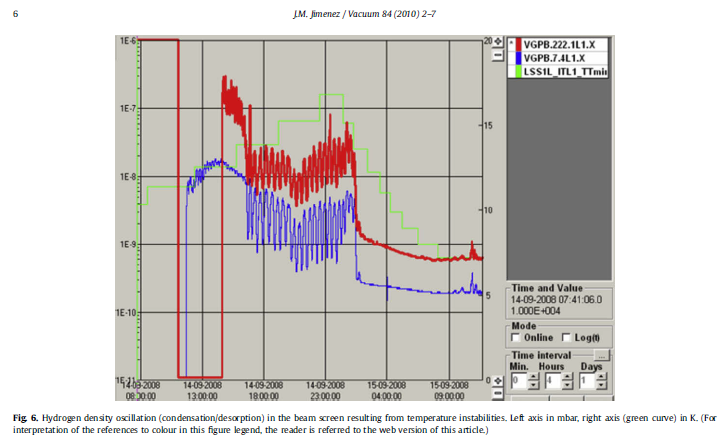 6
J.M. Jimenez / Vacuum 84 (2010) 2–7
1E-6
1E-7
1E-8
1E-9
1E-10
1E-11
20
15
10
5
0
14-09-2008 14-09-2008 14-09-2008 14-09-2008 15-09-2008 15-09-2008
08:00:00 13:00:00 18:00:00 23:00:00 04:00:00 09:00:00
VGPB.222.1L1.X
VGPB.7.4L1.X
LSS1L_ITL1_TTmin
Time and Value
14-09-2008 07:41:06.0
1.000E+004
Mode
Online Log(t)
Time interval ...
Min. Hours Days
0 4 1
Fig. 6. Hydrogen density oscillation (condensation/desorption) in the beam screen resulting from temperature instabilities. Left axis in mbar, right axis (green curve) in K. (For
interpretation of the references to colour in this figure legend, the reader is referred to the web version of this article.)